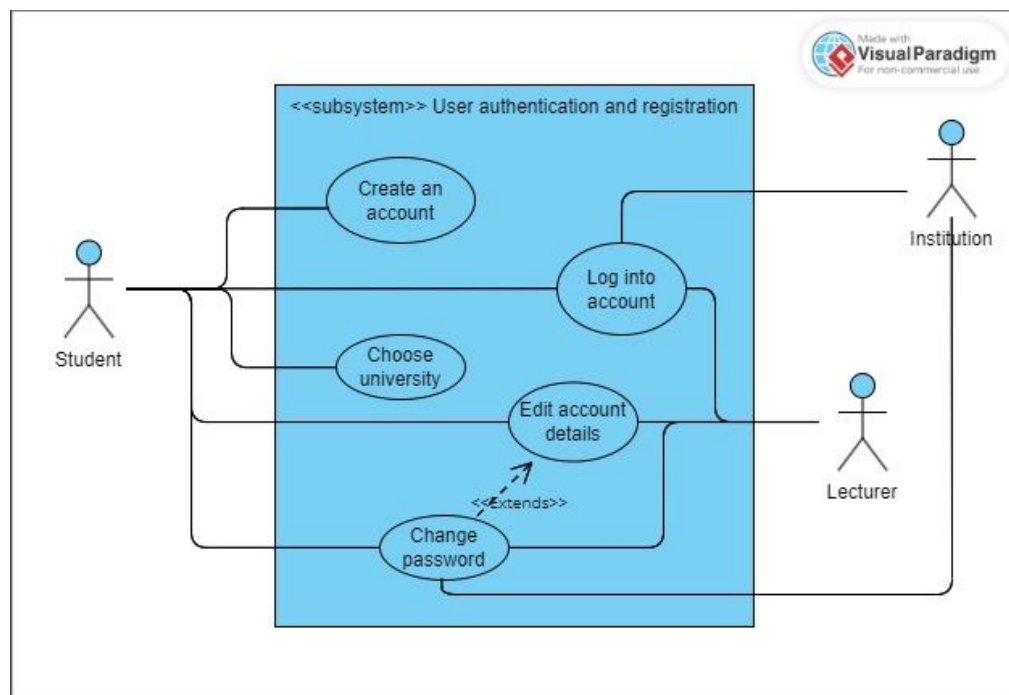 Made with
Visual Paradigm
For non-commercial use
<<subsystem>> User authentication and registration
Create an
account
Institution
Log into
account
Student
Choose
university
Edit account
details
Lecturer
<<Extends>>
Change
password